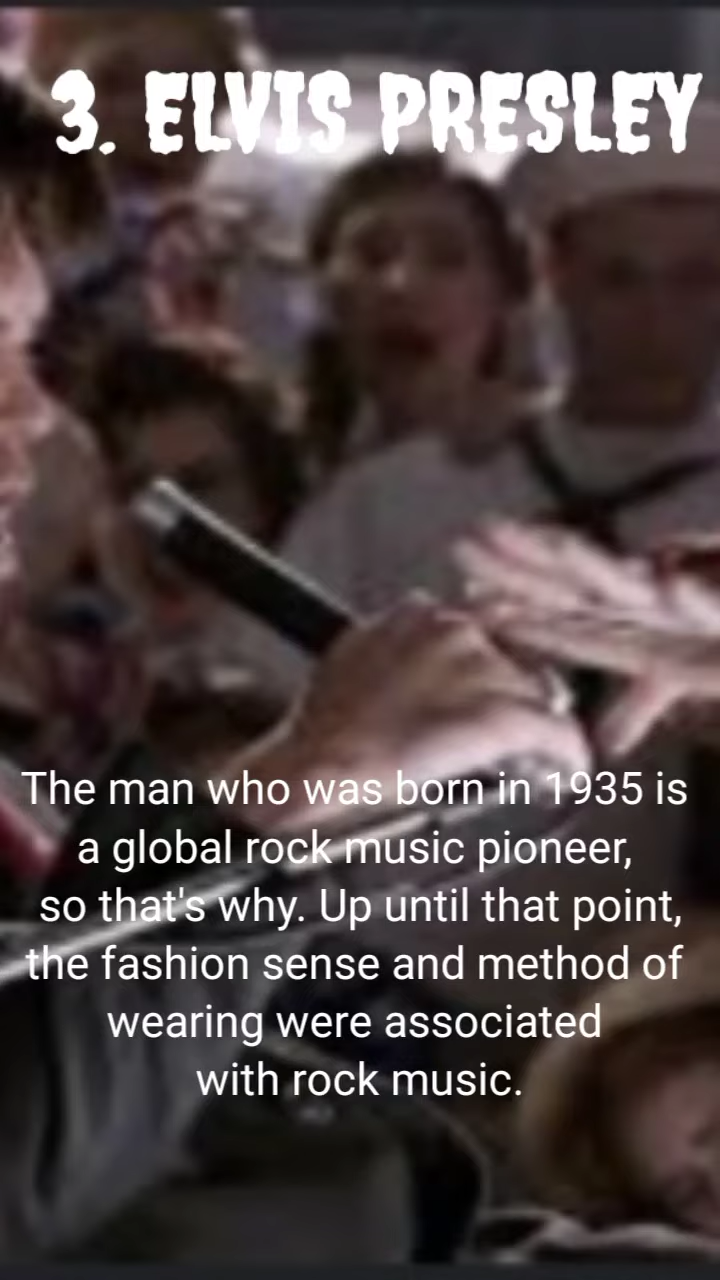 3. ELVIS PRESLEY
The man who was born in 1935 is
a global rock music pioneer,
so that's why. Up until that point,
the fashion sense and method of
wearing were associated
with rock music.